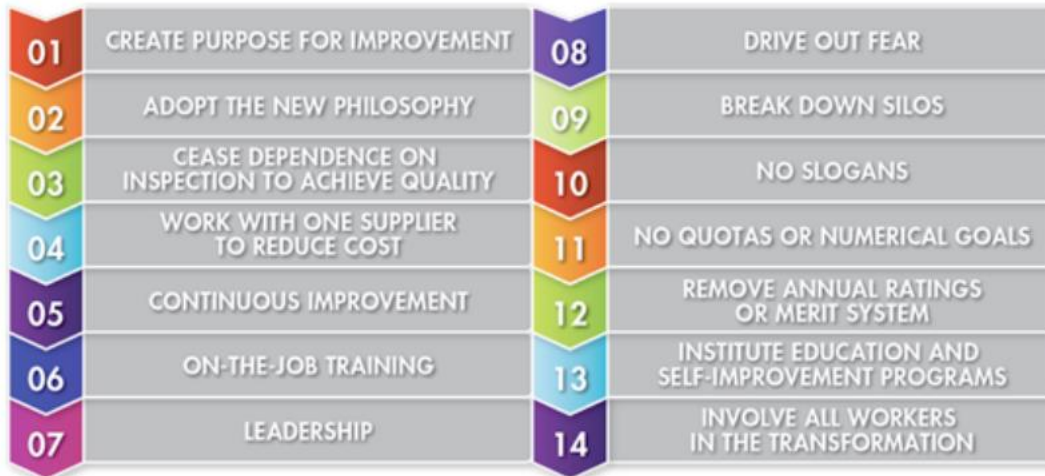 01
CREATE PURPOSE FOR IMPROVEMENT
02
ADOPT THE NEW PHILOSOPHY
03
CEASE DEPENDENCE ON
INSPECTION TO ACHIEVE QUALITY
04
WORK WITH ONE SUPPLIER
TO REDUCE COST
05
CONTINUOUS IMPROVEMENT
06
ON-THE-JOB TRAINING
07
LEADERSHIP
08
DRIVE OUT FEAR
09
BREAK DOWN SILOS
10
NO SLOGANS
11
NO QUOTAS OR NUMERICAL GOALS
12
REMOVE ANNUAL RATINGS
OR MERIT SYSTEM
13
INSTITUTE EDUCATION AND
SELF-IMPROVEMENT PROGRAMS
14
INVOLVE ALL WORKERS
IN THE TRANSFORMATION